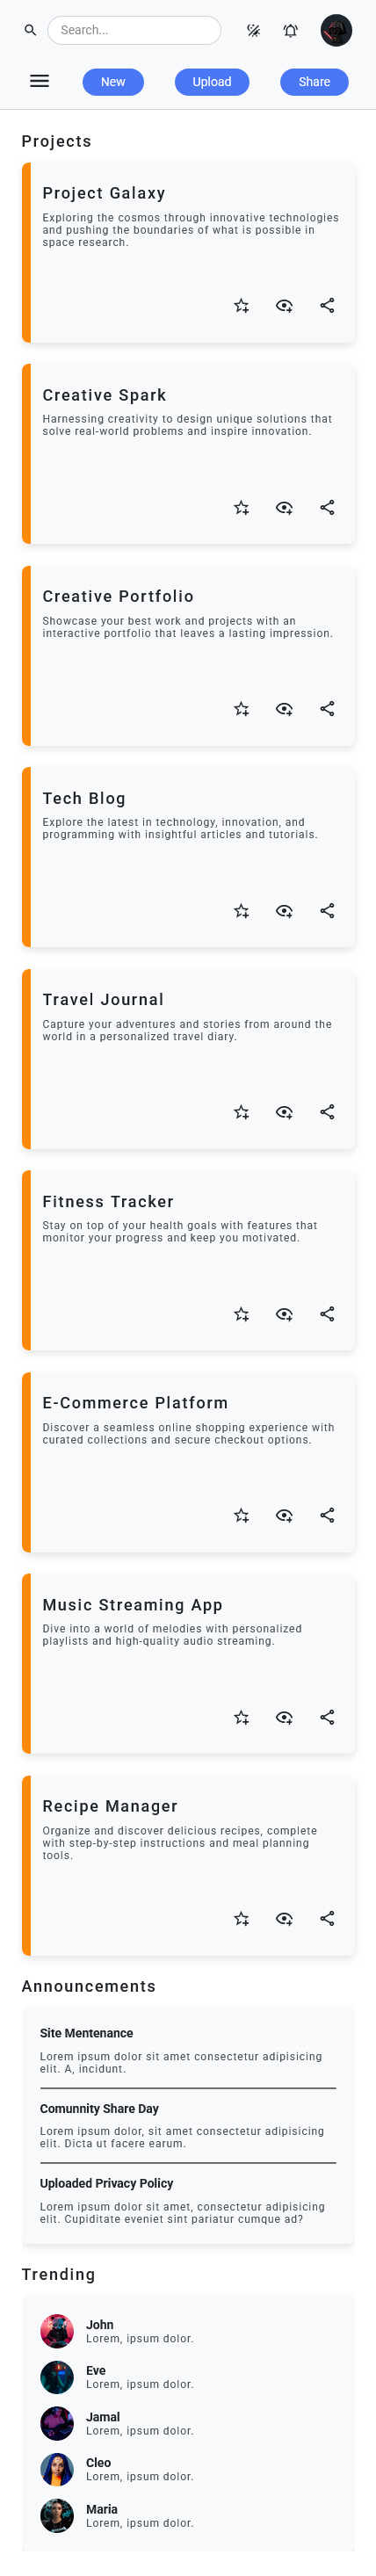 Search...
New
Upload
Share
Projects
Project Galaxy
Exploring the cosmos through innovative technologies
and pushing the boundaries of what is possible in
space research.
Creative Spark
Harnessing creativity to design unique solutions that
solve real-world problems and inspire innovation.
Creative Portfolio
Showcase your best work and projects with an
interactive portfolio that leaves a lasting impression.
Tech Blog
Explore the latest in technology, innovation, and
programming with insightful articles and tutorials.
Travel Journal
Capture your adventures and stories from around the
world in a personalized travel diary.
Fitness Tracker
Stay on top of your health goals with features that
monitor your progress and keep you motivated.
E-Commerce Platform
Discover a seamless online shopping experience with
curated collections and secure checkout options.
Music Streaming App
Dive into a world of melodies with personalized
playlists and high-quality audio streaming.
Recipe Manager
Organize and discover delicious recipes, complete
with step-by-step instructions and meal planning
tools.
Announcements
Site Mentenance
Lorem ipsum dolor sit amet consectetur adipisicing
elit. A, incidunt.
Comunnity Share Day
Lorem ipsum dolor, sit amet consectetur adipisicing
elit. Dicta ut facere earum.
Uploaded Privacy Policy
Lorem ipsum dolor sit amet, consectetur adipisicing
elit. Cupiditate eveniet sint pariatur cumque ad?
Trending
John
Lorem, ipsum dolor.
Eve
Lorem, ipsum dolor.
Jamal
Lorem, ipsum dolor.
Cleo
Lorem, ipsum dolor.
Maria
Lorem, ipsum dolor.